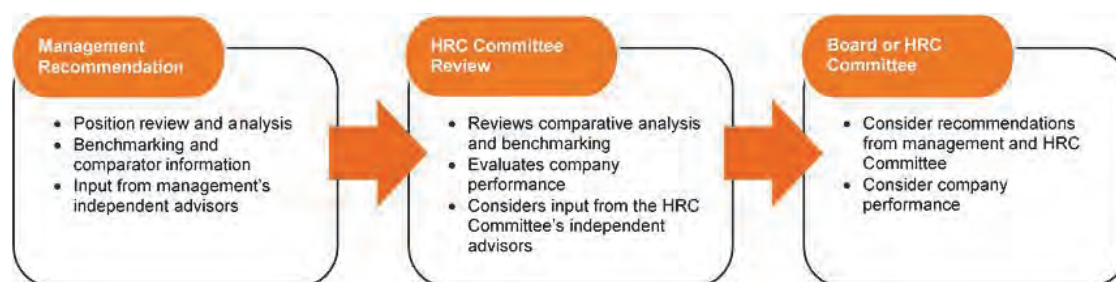 Management
Recommendation
• Position review and analysis
• Benchmarking and
comparator information
• Input from management's
independent advisors
HRC Committee
Review
• Reviews comparative analysis
and benchmarking
• Evaluates company
performance
• Considers input from the HRC
Committee's independent
advisors
Board or HRC
Committee
• Consider recommendations
from management and HRC
Committee
• Consider company
performance